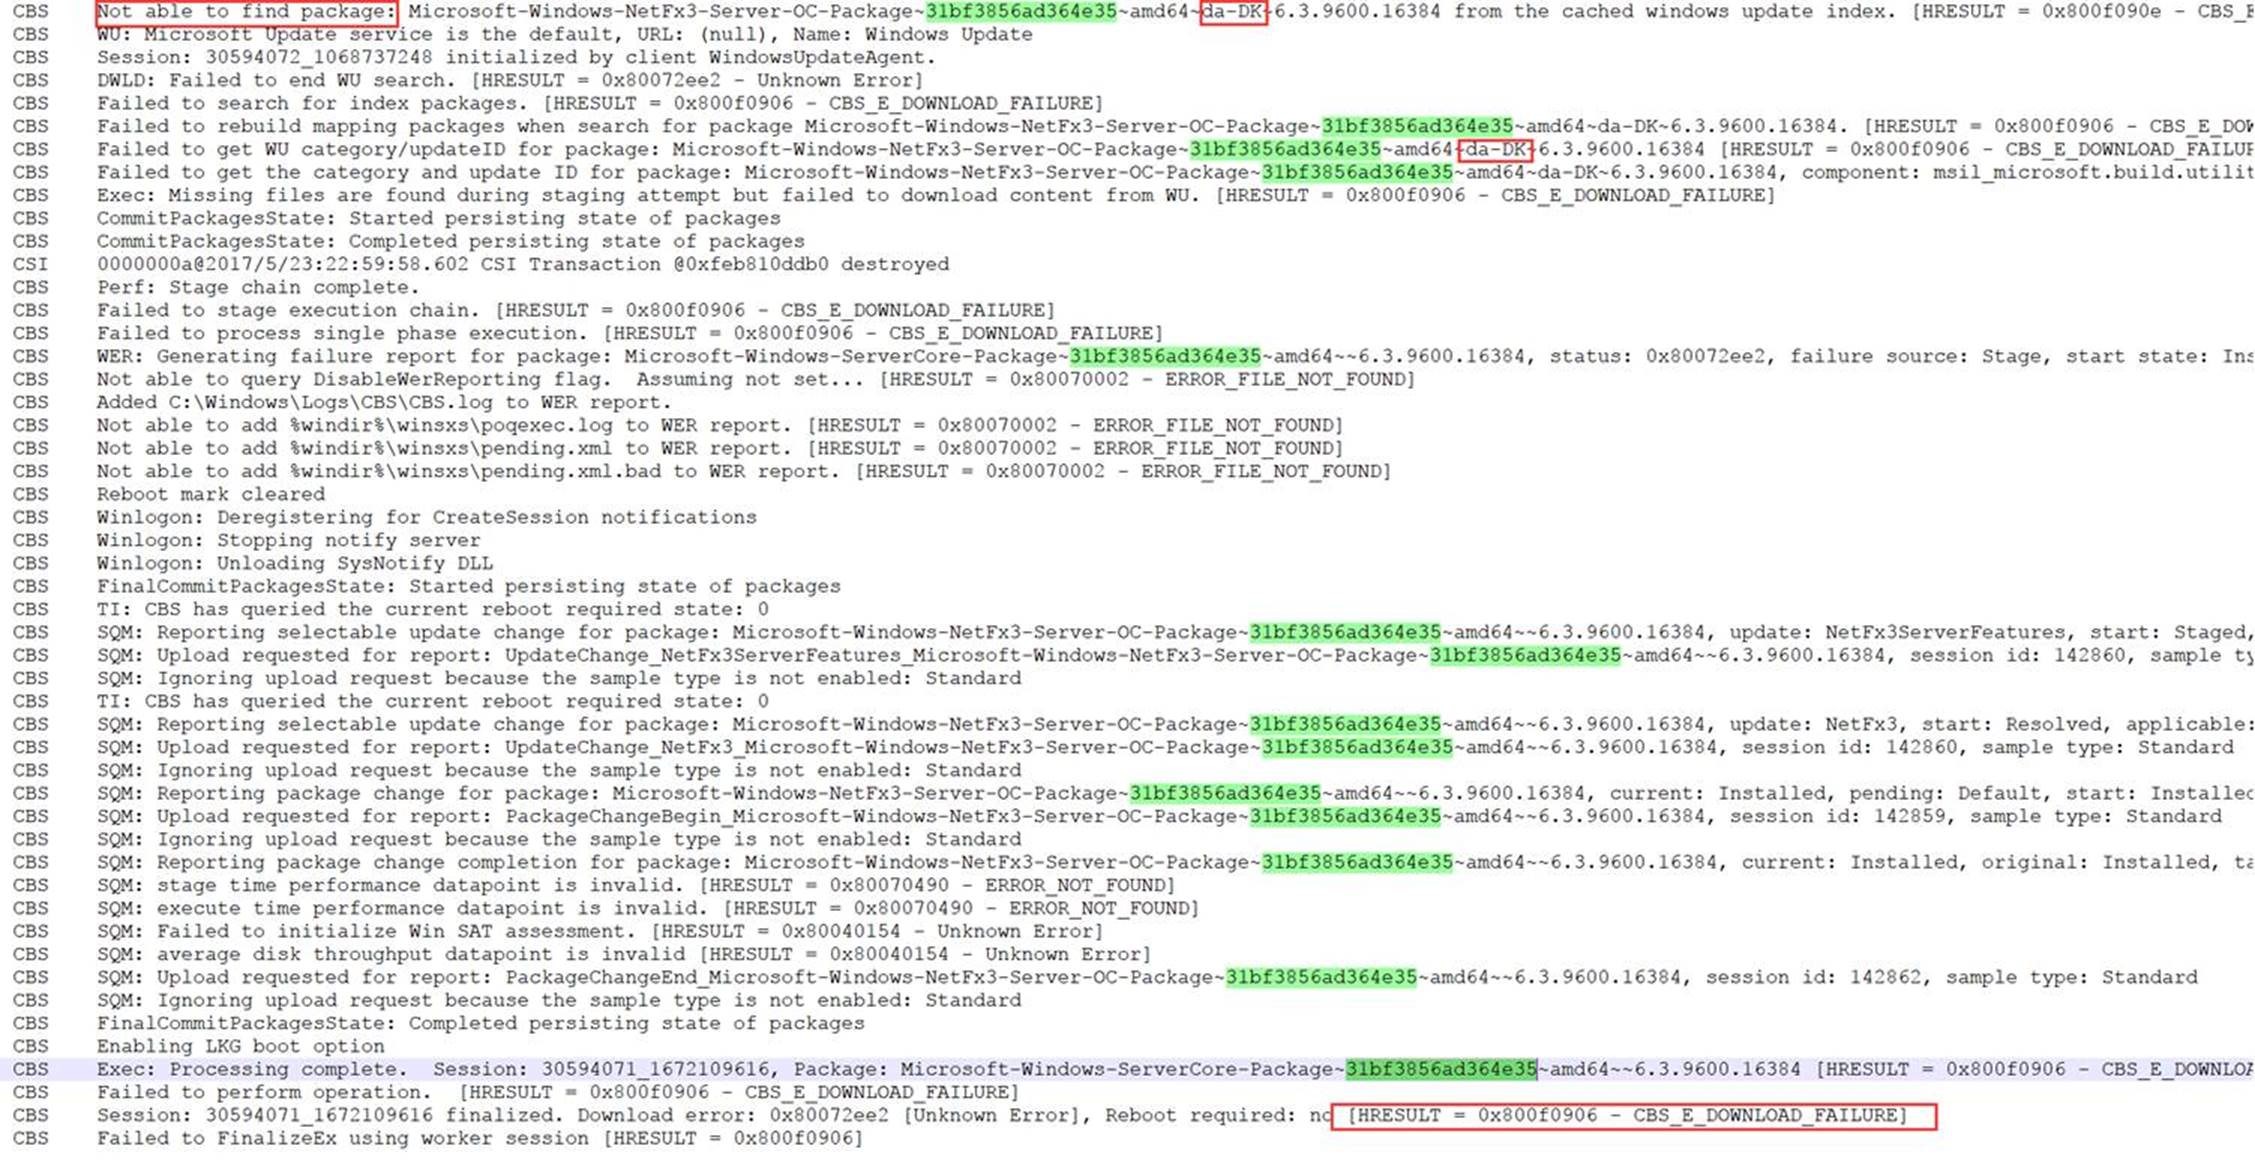 Not able to find package: Microsoft-Windows-NetFx3-Server-OC-Package~31bf3856ad364e35~amd64~da-DK~6.3.9600.16384 from the cached windows update index. [HRESULT = 0x800f090e - CBS_E
CBS WU: Microsoft Update service is the default, URL: (null), Name: Windows Update
CBS Session: 30594072_1068737248 initialized by client WindowsUpdateAgent.
CBS DWLD: Failed to end WU search. [HRESULT = 0x80072ee2 - Unknown Error]
CBS Failed to search for index packages. [HRESULT = 0x800f0906 - CBS_E_DOWNLOAD_FAILURE]
CBS Failed to rebuild mapping packages when search for package Microsoft-Windows-NetFx3-Server-OC-Package~31bf3856ad364e35~amd64~da-DK~6.3.9600.16384. [HRESULT = 0x800f0906 - CBS_E_DOW
CBS Failed to get WU category/updateID for package: Microsoft-Windows-NetFx3-Server-OC-Package~31bf3856ad364e35~amd64~da-DK~6.3.9600.16384 [HRESULT = 0x800f0906 - CBS_E_DOWNLOAD_FAILUR
CBS Failed to get the category and update ID for package: Microsoft-Windows-NetFx3-Server-OC-Package~31bf3856ad364e35~amd64~da-DK~6.3.9600.16384, component: msil_microsoft.build.utilit
CBS Exec: Missing files are found during staging attempt but failed to download content from WU. [HRESULT = 0x800f0906 - CBS_E_DOWNLOAD_FAILURE]
CBS CommitPackagesState: Started persisting state of packages
CBS CommitPackagesState: Completed persisting state of packages
CSI 0000000a@2017/5/23:22:59:58.602 CSI Transaction @0xfeb810ddb0 destroyed
CBS Perf: Stage chain complete.
CBS Failed to stage execution chain. [HRESULT = 0x800f0906 - CBS_E_DOWNLOAD_FAILURE]
CBS Failed to process single phase execution. [HRESULT = 0x800f0906 - CBS_E_DOWNLOAD_FAILURE]
CBS WER: Generating failure report for package: Microsoft-Windows-ServerCore-Package~31bf3856ad364e35~amd64~~6.3.9600.16384, status: 0x80072ee2, failure source: Stage, start state: Ins
CBS Not able to query DisableWerReporting flag. Assuming not set... [HRESULT = 0x80070002 - ERROR_FILE_NOT_FOUND]
CBS Added C:\Windows\Logs\CBS\CBS.log to WER report.
CBS Not able to add %windir%\winsxs\poqexec.log to WER report. [HRESULT = 0x80070002 - ERROR_FILE_NOT_FOUND]
CBS Not able to add %windir%\winsxs\pending.xml to WER report. [HRESULT = 0x80070002 - ERROR_FILE_NOT_FOUND]
CBS Not able to add %windir%\winsxs\pending.xml.bad to WER report. [HRESULT = 0x80070002 - ERROR_FILE_NOT_FOUND]
CBS Reboot mark cleared
CBS Winlogon: Deregistering for CreateSession notifications
CBS Winlogon: Stopping notify server
CBS Winlogon: Unloading SysNotify DLL
CBS FinalCommitPackagesState: Started persisting state of packages
CBS TI: CBS has queried the current reboot required state: 0
CBS SQM: Reporting selectable update change for package: Microsoft-Windows-NetFx3-Server-OC-Package~31bf3856ad364e35~amd64~~6.3.9600.16384, update: NetFx3ServerFeatures, start: Staged,
CBS SQM: Upload requested for report: UpdateChange_NetFx3ServerFeatures_Microsoft-Windows-NetFx3-Server-OC-Package~31bf3856ad364e35~amd64~~6.3.9600.16384, session id: 142860, sample ty
CBS SQM: Ignoring upload request because the sample type is not enabled: Standard
CBS TI: CBS has queried the current reboot required state: 0
CBS SQM: Reporting selectable update change for package: Microsoft-Windows-NetFx3-Server-OC-Package~31bf3856ad364e35~amd64~~6.3.9600.16384, update: NetFx3, start: Resolved, applicable:
CBS SQM: Upload requested for report: UpdateChange_NetFx3_Microsoft-Windows-NetFx3-Server-OC-Package~31bf3856ad364e35~amd64~~6.3.9600.16384, session id: 142860, sample type: Standard
CBS SQM: Ignoring upload request because the sample type is not enabled: Standard
CBS SQM: Reporting package change for package: Microsoft-Windows-NetFx3-Server-OC-Package~31bf3856ad364e35~amd64~~6.3.9600.16384, current: Installed, pending: Default, start: Installed
CBS SQM: Upload requested for report: PackageChangeBegin_Microsoft-Windows-NetFx3-Server-OC-Package~31bf3856ad364e35~amd64~~6.3.9600.16384, session id: 142859, sample type: Standard
CBS SQM: Ignoring upload request because the sample type is not enabled: Standard
CBS SQM: Reporting package change completion for package: Microsoft-Windows-NetFx3-Server-OC-Package~31bf3856ad364e35~amd64~~6.3.9600.16384, current: Installed, original: Installed, ta
CBS SQM: stage time performance datapoint is invalid. [HRESULT = 0x80070490 - ERROR_NOT_FOUND]
CBS SQM: execute time performance datapoint is invalid. [HRESULT = 0x80070490 - ERROR_NOT_FOUND]
CBS SQM: Failed to initialize Win SAT assessment. [HRESULT = 0x80040154 - Unknown Error]
CBS SQM: average disk throughput datapoint is invalid [HRESULT = 0x80040154 - Unknown Error]
CBS SQM: Upload requested for report: PackageChangeEnd_Microsoft-Windows-NetFx3-Server-OC-Package~31bf3856ad364e35~amd64~~6.3.9600.16384, session id: 142862, sample type: Standard
CBS SQM: Ignoring upload request because the sample type is not enabled: Standard
CBS FinalCommitPackagesState: Completed persisting state of packages
CBS Enabling LKG boot option
CBS Exec: Processing complete. Session: 30594071_1672109616, Package: Microsoft-Windows-ServerCore-Package~31bf3856ad364e35~amd64~~6.3.9600.16384 [HRESULT = 0x800f0906 - CBS_E_DOWNLOA
CBS Failed to perform operation. [HRESULT = 0x800f0906 - CBS_E_DOWNLOAD_FAILURE]
CBS Session: 30594071_1672109616 finalized. Download error: 0x80072ee2 [Unknown Error], Reboot required: no [HRESULT = 0x800f0906 - CBS_E_DOWNLOAD_FAILURE]
CBS Failed to FinalizeEx using worker session [HRESULT = 0x800f0906]